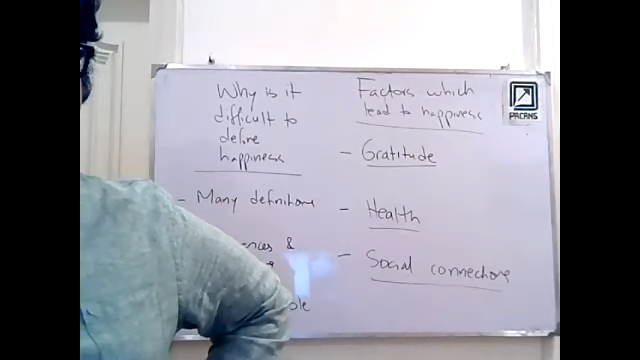 Why is it
difficult to
define
happiness
- Many definitions
&
Factors which
lead to happiness
- Gratitude
- Health
- Social connections
PACANS